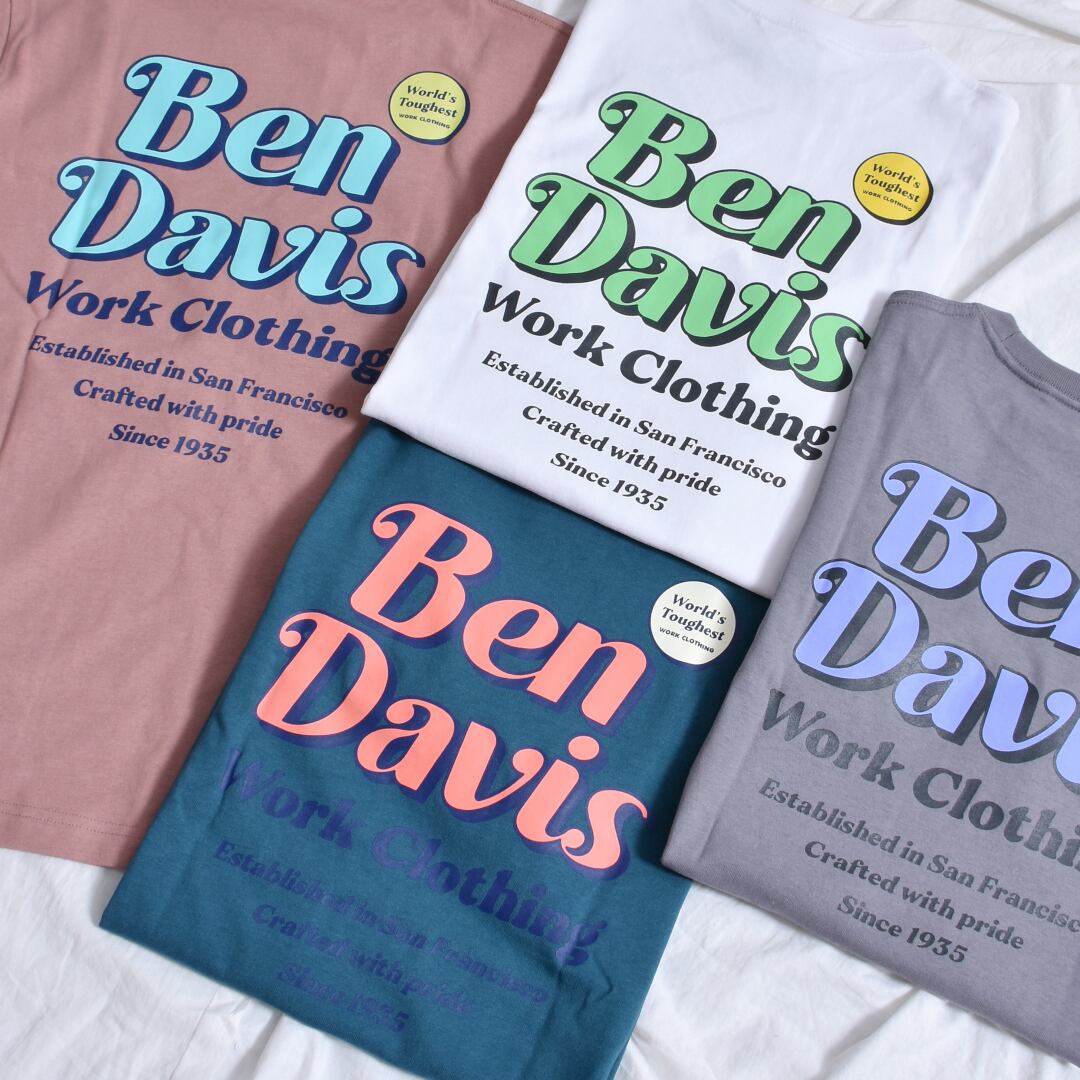 Ben
Davis
World's
Toughest
WORK CLOTHING
Work Clothing
Established in San Francisco
Crafted with pride
Since 1935
Ben
Davis
World's
Toughest
WORK CLOTHING
Work Clothing
Established in San Francisco
Crafted with pride
Since 1935
Ben
Davis
World's
Toughest
WORK CLOTHING
Work Clothing
Established in San Francisco
Crafted with pride
Since 1935
Be
Dav
Work Clothi
Established in San Francisc
Crafted with pride
Since 1935